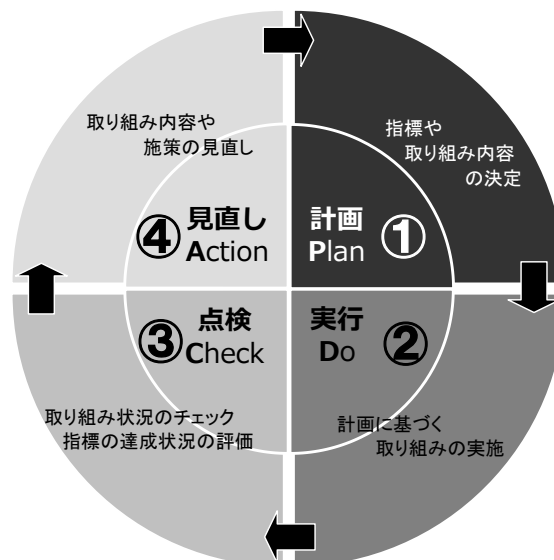 指標や
取り組み内容
の決定
計画
Plan
①
計画に基づく
取り組みの実施
実行
Do
②
取り組み状況のチェック
指標の達成状況の評価
点検
Check
③
取り組み内容や
施策の見直し
見直し
Action
④